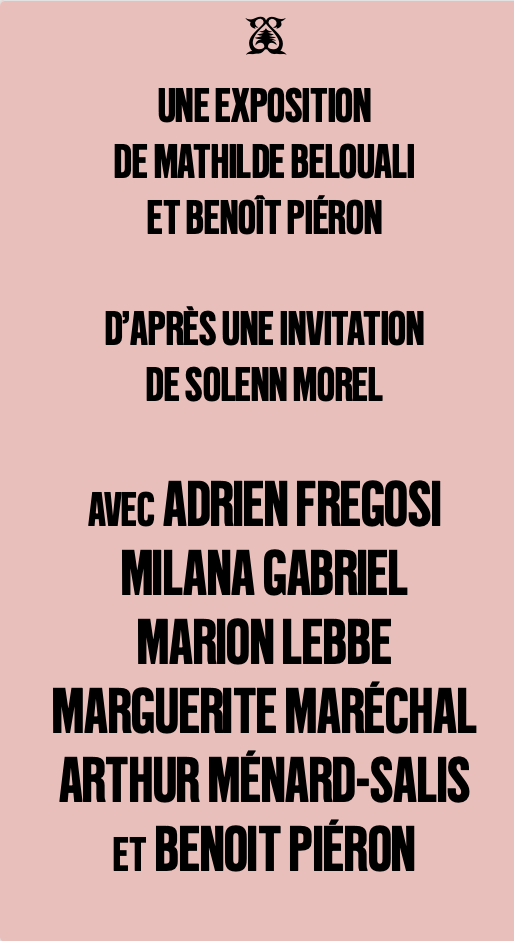 UNE EXPOSITION
DE MATHILDE BELOUALI
ET BENOÎT PIÉRON
D’APRÈS UNE INVITATION
DE SOLENN MOREL
AVEC ADRIEN FREGOSI
MILANA GABRIEL
MARION LEBBE
MARGUERITE MARÉCHAL
ARTHUR MÉNARD-SALIS
ET BENOIT PIÉRON